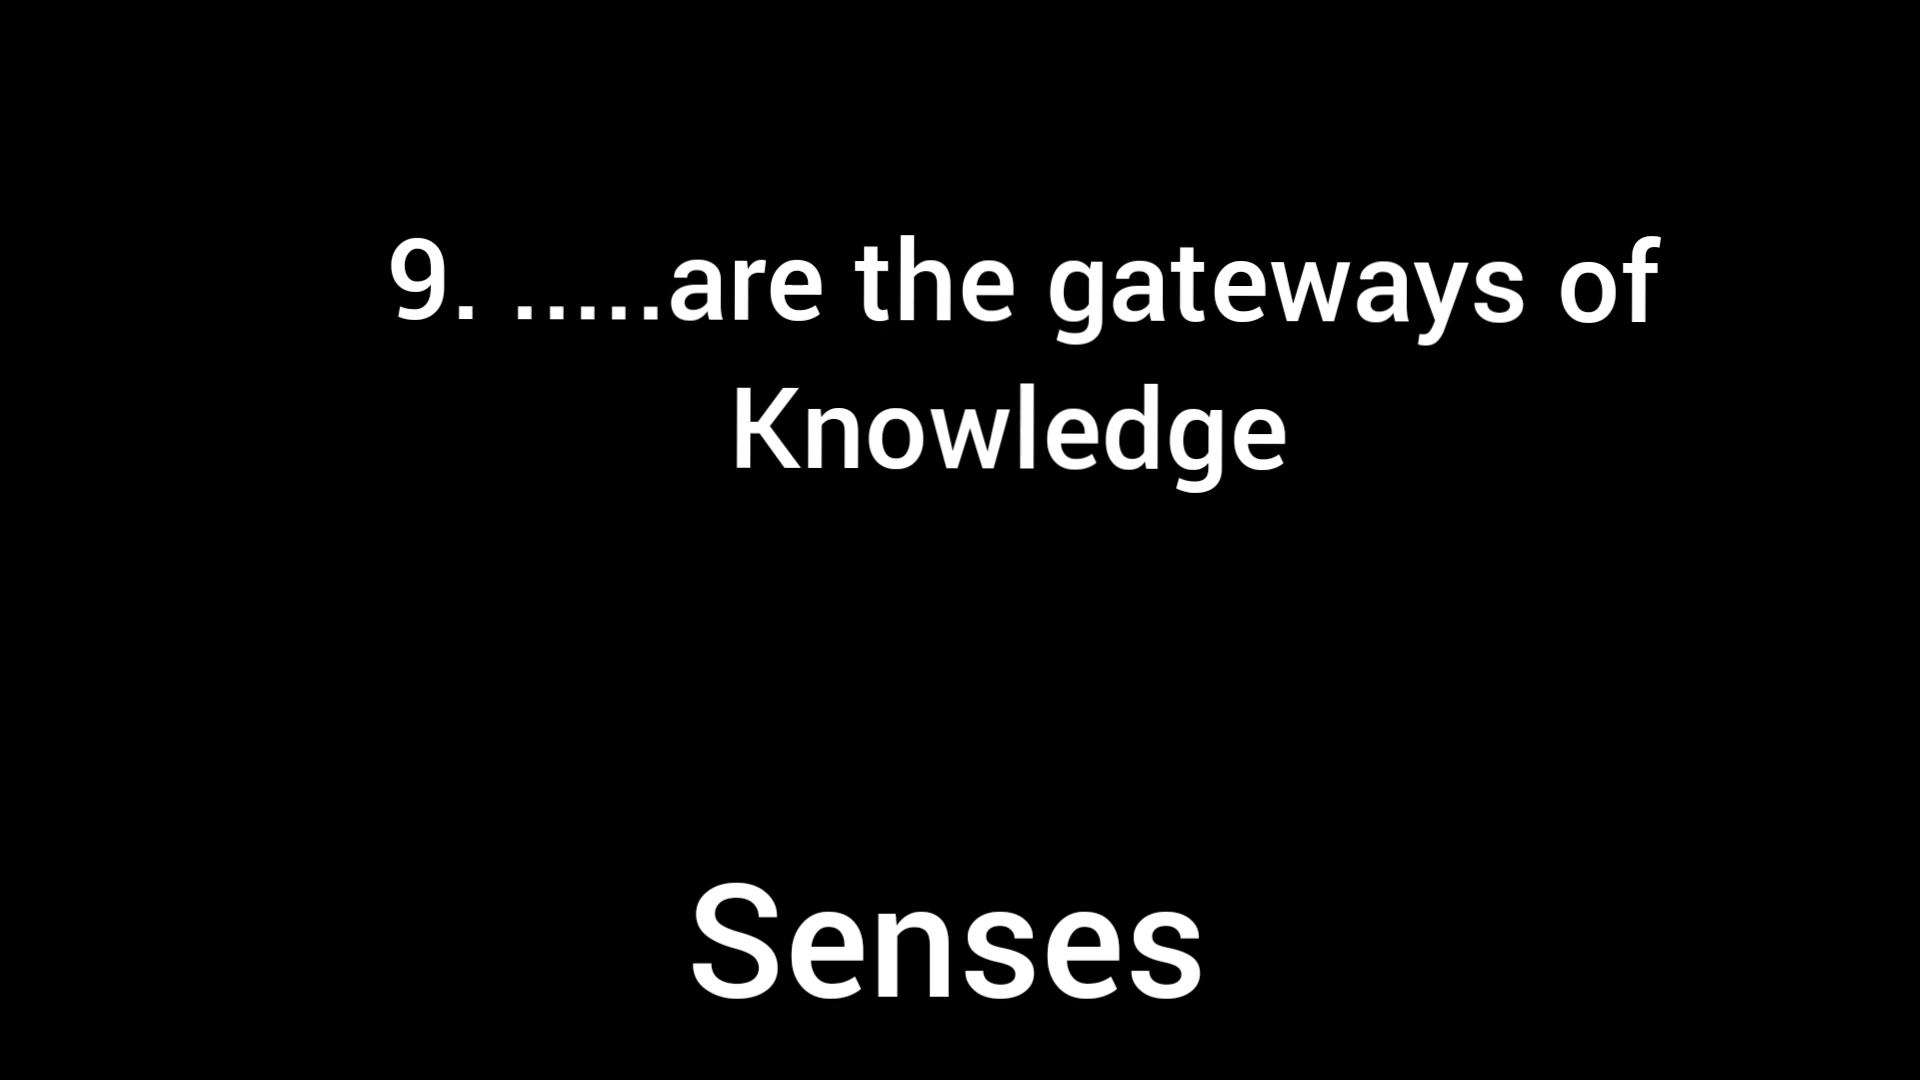 9. .....are the gateways of
Knowledge
Senses